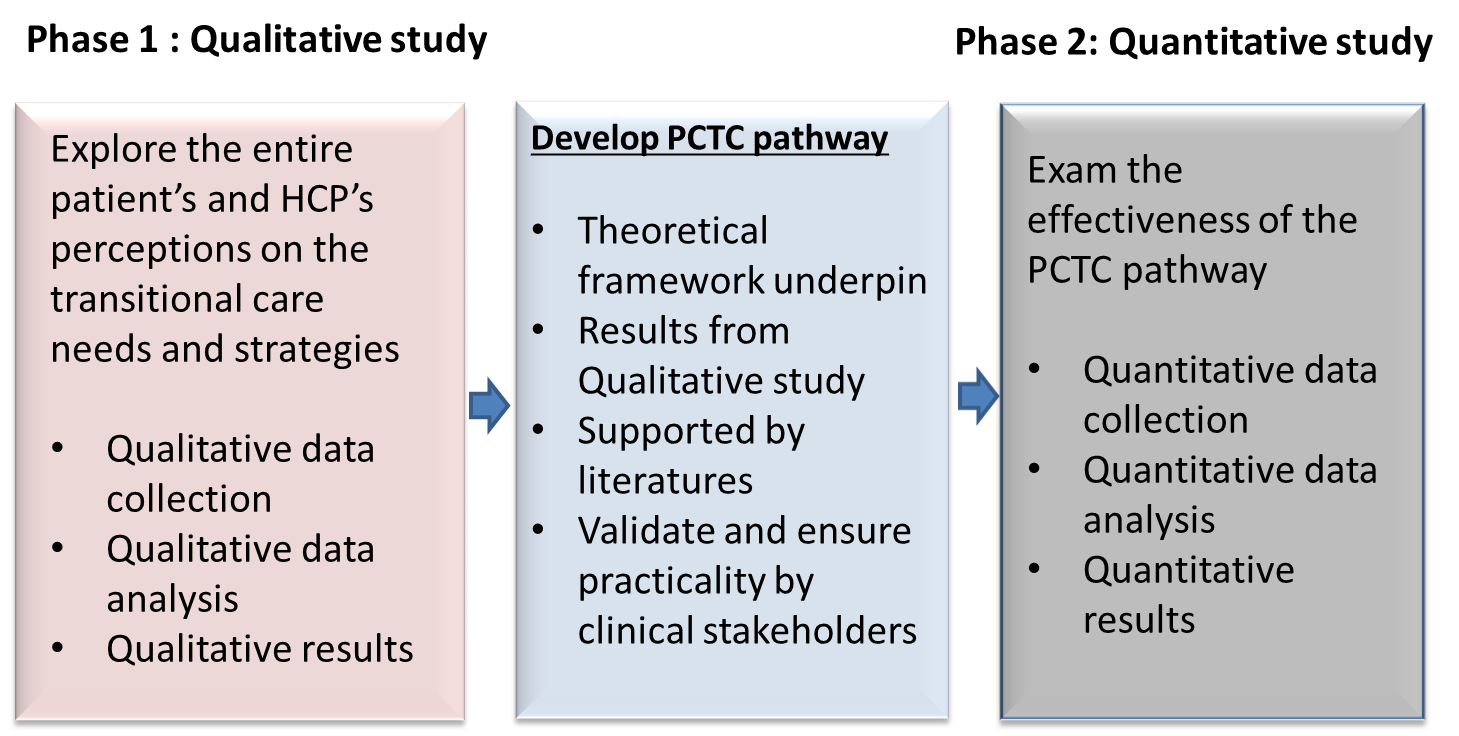 Phase 1 : Qualitative study
Phase 2: Quantitative study
Explore the entire
patient's and HCP's
perceptions on the
transitional care
needs and strategies
• Qualitative data
collection
• Qualitative data
analysis
• Qualitative results
Develop PCTC pathway
• Theoretical
framework underpin
• Results from
Qualitative study
• Supported by
literatures
• Validate and ensure
practicality by
clinical stakeholders
Exam the
effectiveness of the
PCTC pathway
• Quantitative data
collection
• Quantitative data
analysis
• Quantitative
results